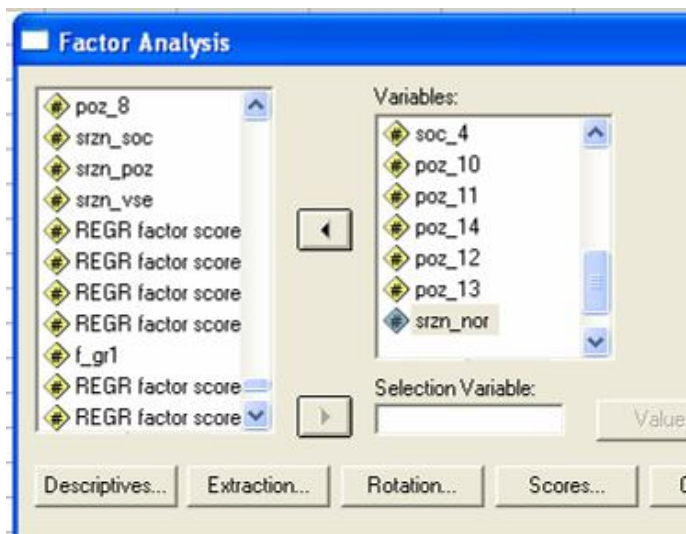 Factor Analysis
poz_8
srzn_soc
srzn_poz
srzn_vse
REGR factor score
REGR factor score
REGR factor score
REGR factor score
f_gr1
REGR factor score
REGR factor score
Variables:
soc_4
poz_10
poz_11
poz_14
poz_12
poz_13
srzn_nor
Selection Variable:
Value
Descriptives... Extraction... Rotation... Scores...